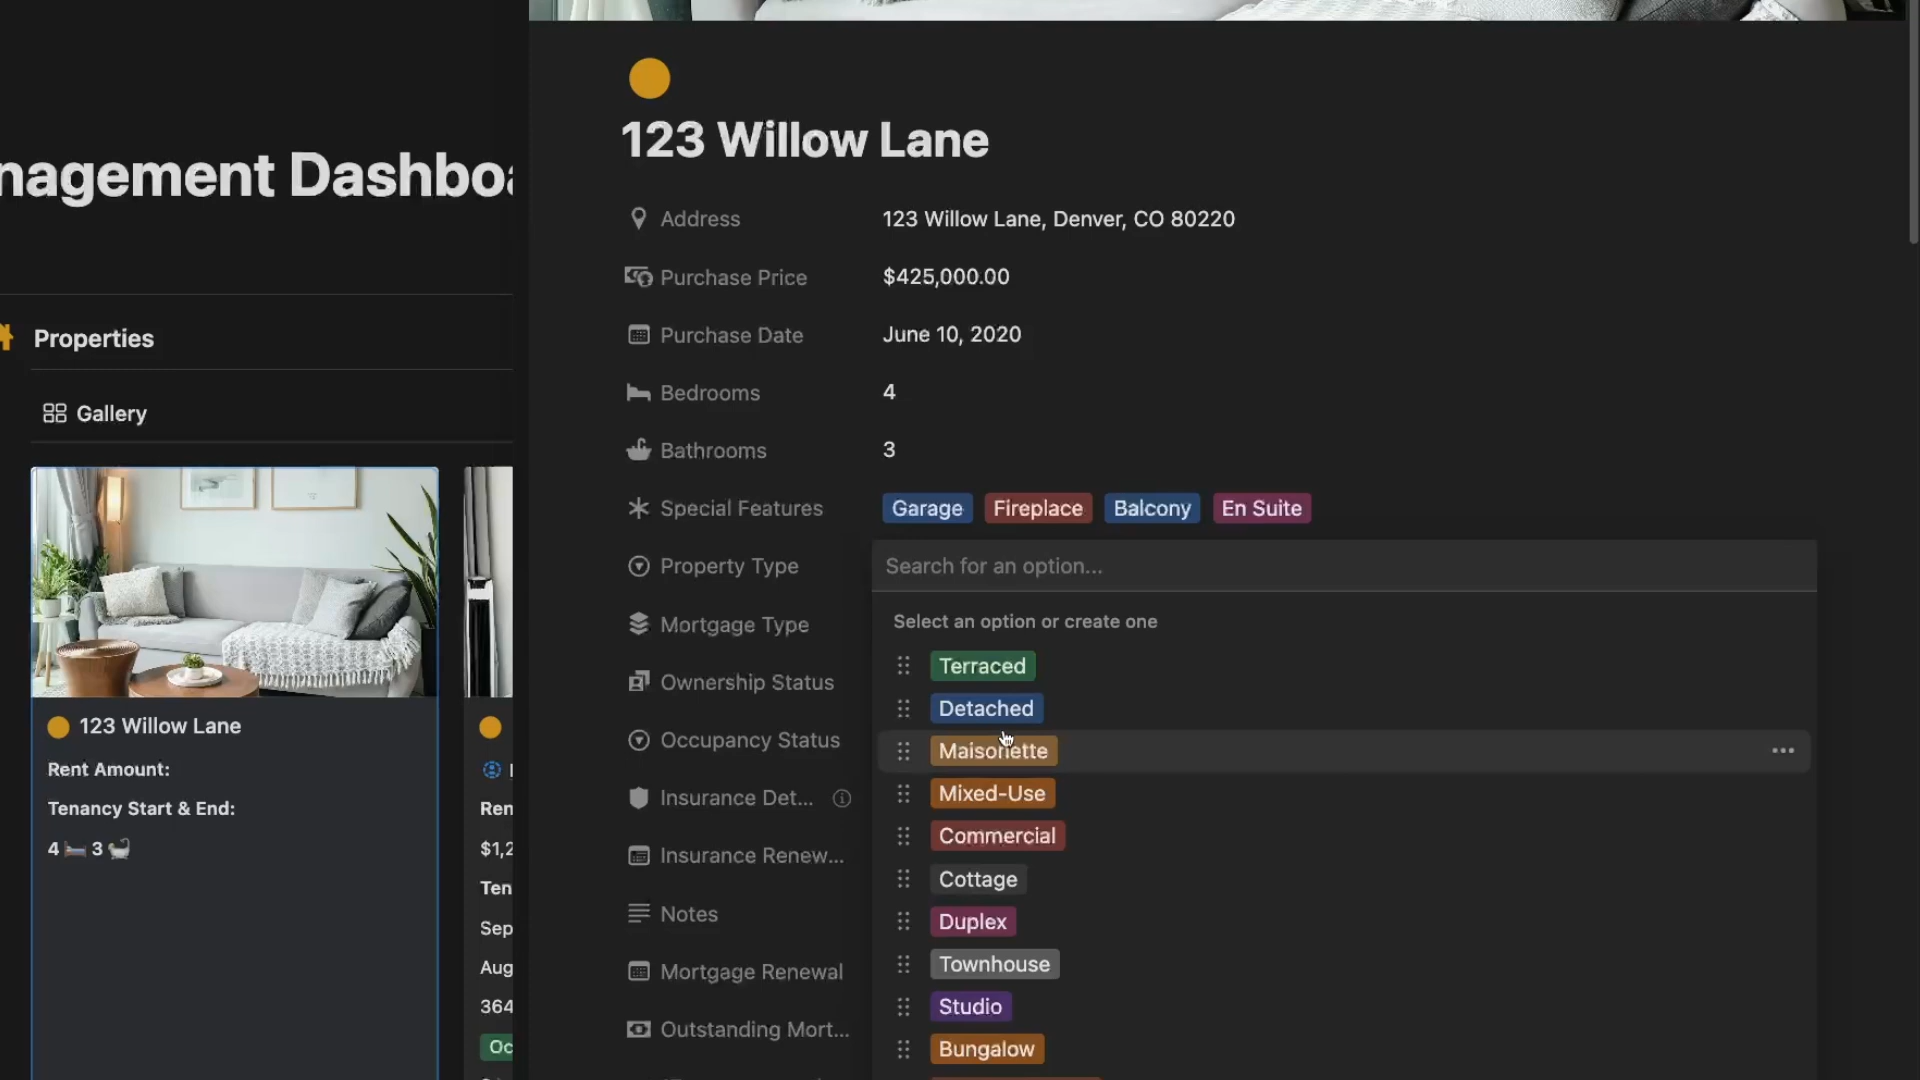 nagement Dashboa
Properties
Gallery
123 Willow Lane
Rent Amount:
Tenancy Start & End:
4 3
Ren
$1,2
Ten
Sep
Aug
364
Oc
123 Willow Lane
Address 123 Willow Lane, Denver, CO 80220
Purchase Price $425,000.00
Purchase Date June 10, 2020
Bedrooms 4
Bathrooms 3
Special Features Garage Fireplace Balcony En Suite
Property Type Search for an option...
Select an option or create one
Mortgage Type
Terraced
Ownership Status
Detached
Occupancy Status
Maisonette
Insurance Det...
Mixed-Use
Commercial
Insurance Renew...
Cottage
Notes
Duplex
Mortgage Renewal
Townhouse
Studio
Outstanding Mort...
Bungalow